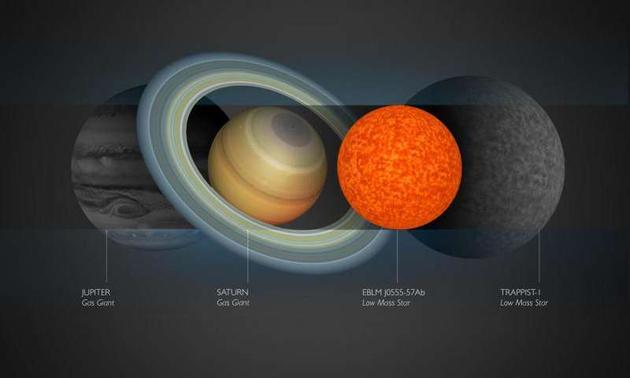 JUPITER
Gas Giant
SATURN
Gas Giant
EBLM J0555-57Ab
Low Mass Star
TRAPPIST-1
Low Mass Star